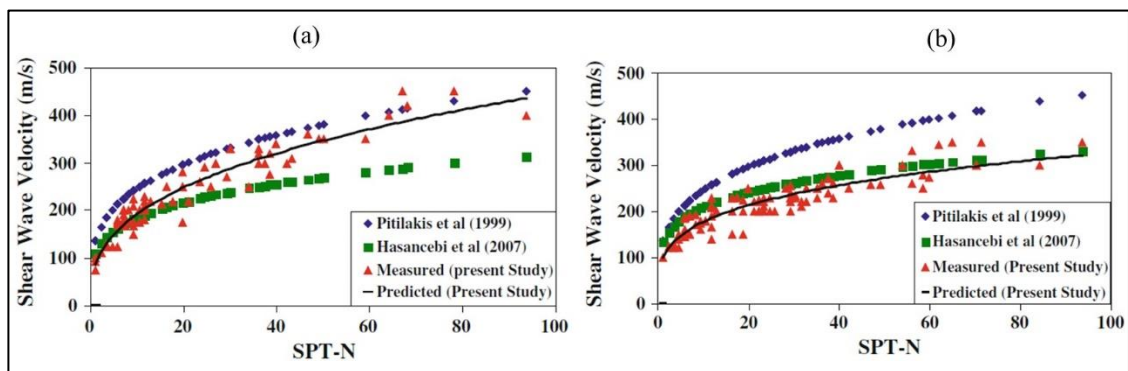 (a)
Shear Wave Velocity (m/s)
500
400
300
200
100
0
0
20
40
60
80
100
SPT-N
Pitilakis et al (1999)
Hasancebi et al (2007)
Measured (present Study)
Predicted (Present Study)
(b)
Shear Wave Velocity (m/s)
500
400
300
200
100
0
0
20
40
60
80
100
SPT-N
Pitilakis et al (1999)
Hasancebi et al (2007)
Measured (Present Study)
Predicted (Present Study)